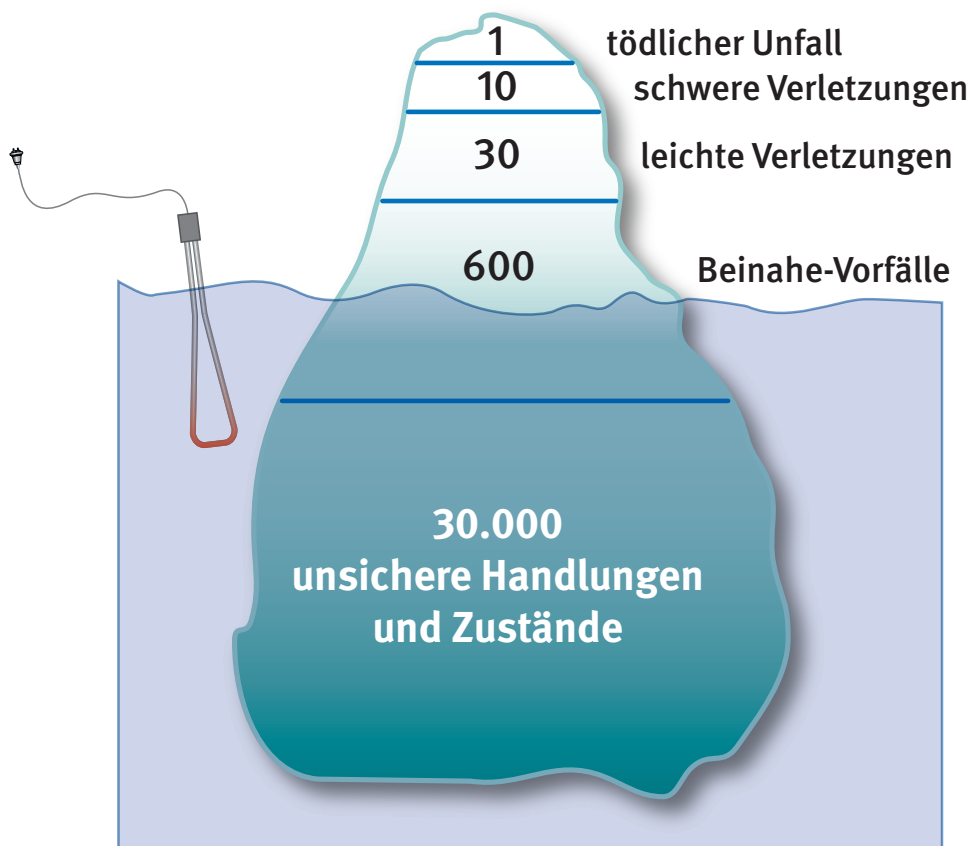 1 tödlicher Unfall
10 schwere Verletzungen
30 leichte Verletzungen
600 Beinahe-Vorfälle
30.000
unsichere Handlungen
und Zustände